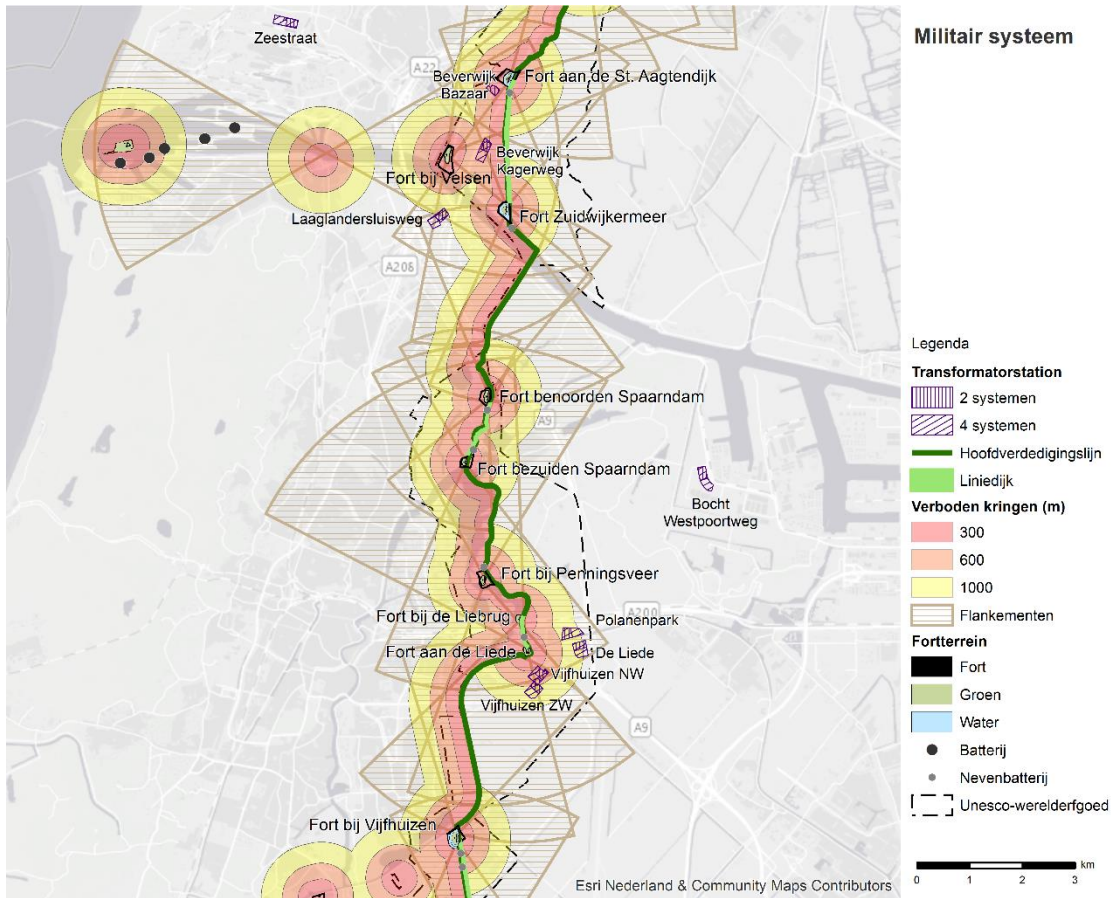 Militair systeem
Zeestraat
A22
Beverwijk
Bazaar
Fort aan de St. Aagtendijk
Beverwijk
Kagerweg
Fort bij Velsen
Laaglandersluisweg
Fort Zuidwijkermeer
A208
Fort benoorden Spaarndam
A9
Fort bezuiden Spaarndam
Bocht
Westpoortweg
Fort bij Penningsveer
Fort bij de Liebrug
Polanenpark
A200
Fort aan de Liede
De Liede
Vijfhuizen NW
Vijfhuizen ZW
A9
Fort bij Vijfhuizen
Esri Nederland & Community Maps Contributors
Legenda
Transformatorstation
2 systemen
4 systemen
Hoofdverdedigingslijn
Liniedijk
Verboden kringen (m)
300
600
1000
Flankementen
Fortterrein
Fort
Groen
Water
Batterij
Nevenbatterij
Unesco-werelderfgoed
km
0 1 2 3